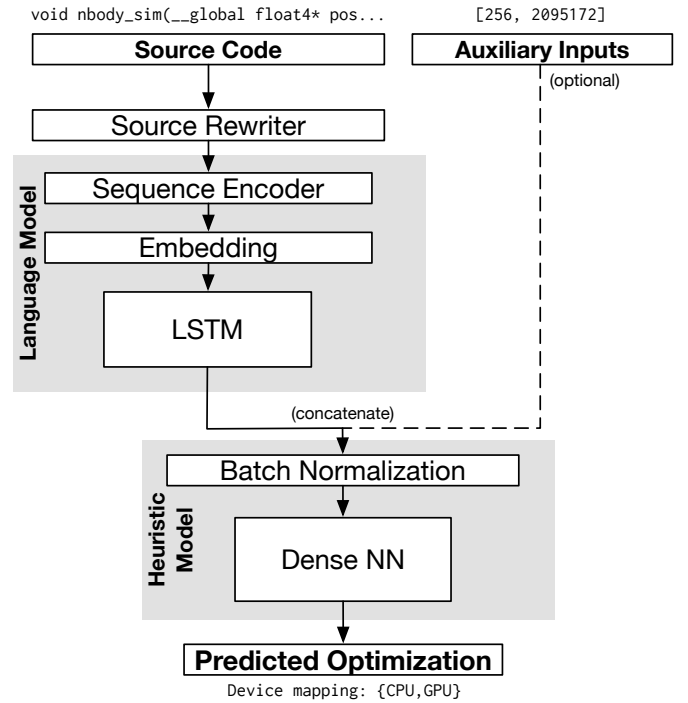 void nbody_sim(__global float4* pos...
[256, 2095172]
Source Code
Auxiliary Inputs
(optional)
Source Rewriter
Language Model
Sequence Encoder
Embedding
LSTM
(concatenate)
Heuristic
Model
Batch Normalization
Dense NN
Predicted Optimization
Device mapping: {CPU,GPU}